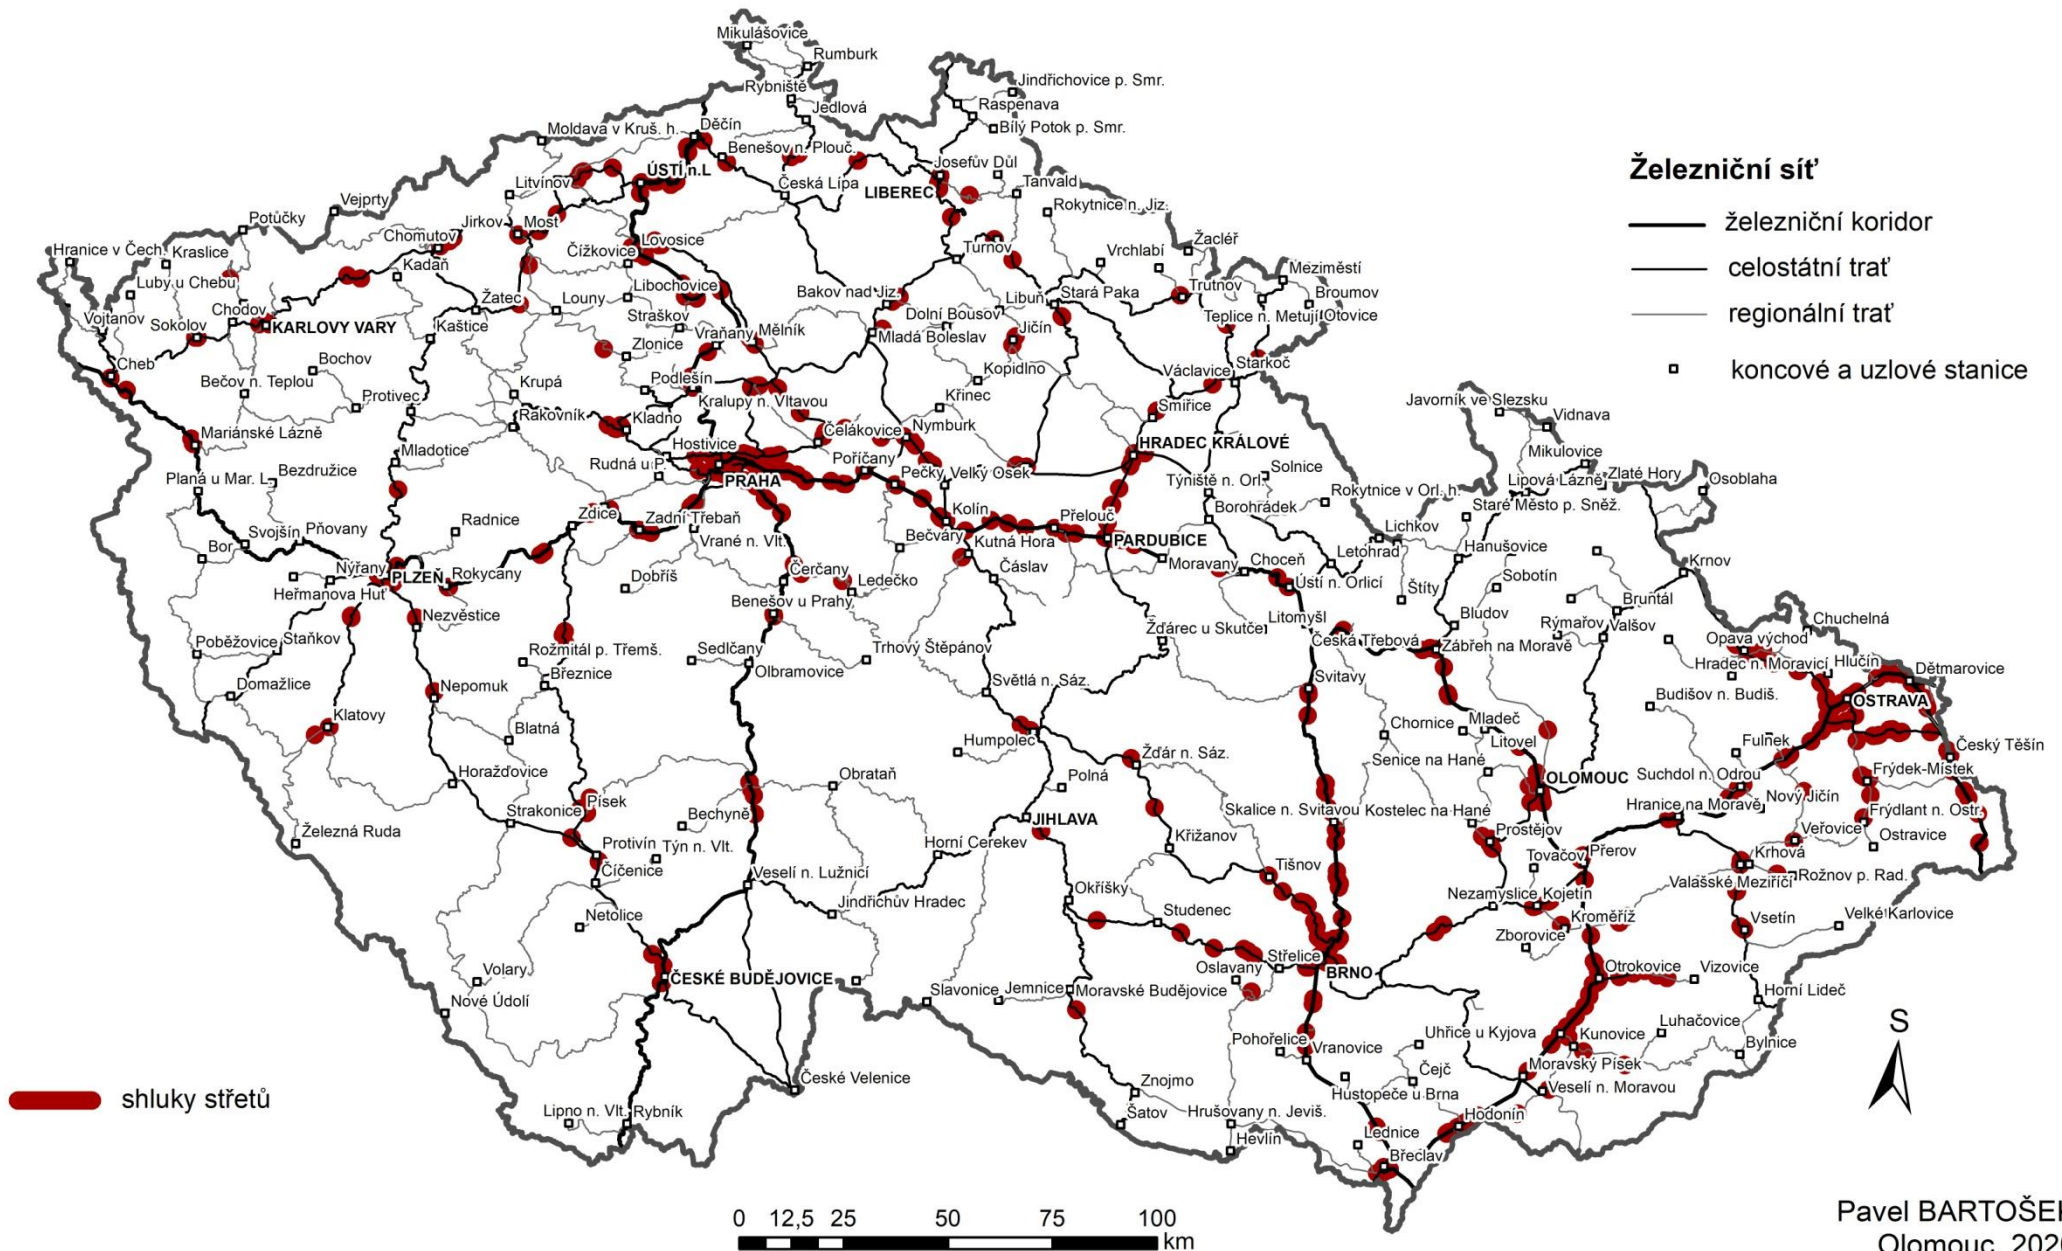 Mikulášovice
Rumburk
Rybniště
Jedlová
Jindřichovice p. Smr.
Raspenava
Bílý Potok p. Smr.
Moldava v Kruš. h.
Děčín
Benešov n. Plouč.
Josefův Důl
ÚSTÍ n.L
Litvínov
Česká Lípa
LIBEREC
Tanvald
Rokytnice n. Jiz.
Vejprty
Potůčky
Jirkov
Most
Chomutov
Lovosice
Čížkovice
Turnov
Vrchlabí
Žacléř
Hranice v Čech.
Kraslice
Kadaň
Luby u Chebu
Libochovice
Meziměstí
Trutnov
Broumov
Bakov nad Jiz.
Libuň
Stará Paka
Chodov
Žatec
Louny
Dolní Bousov
Teplice n. Metují
Otovice
Vojtanov
Sokolov
KARLOVY VARY
Kaštice
Straškov
Vraňany
Mělník
Mladá Boleslav
Jičín
Cheb
Bochov
Zlonice
Kopidlno
Václavice
Starkoč
Bečov n. Teplou
Protivec
Krupá
Podlešín
Kralupy n. Vltavou
Křinec
Smiřice
Rakovník
Kladno
Čelákovice
Nymburk
Mariánské Lázně
Mladotice
Hostivice
HRADEC KRÁLOVÉ
Planá u Mar. L.
Bezdružice
Rudná u P.
PRAHA
Poříčany
Pečky
Velký Osek
Týniště n. Orl.
Solnice
Rokytnice v Orl. h.
Javorník ve Slezsku
Vidnava
Mikulovice
Lipová Lázně
Zlaté Hory
Osoblaha
Staré Město p. Sněž.
Svojšín
Pňovany
Radnice
Zdice
Zadní Třebaň
Vrané n. Vlt.
Kolín
Přelouč
Borohrádek
Bor
Bečváry
Kutná Hora
PARDUBICE
Lichkov
Letohrad
Hanušovice
Nýřany
PLZEŇ
Rokycany
Dobříš
Čerčany
Ledečko
Čáslav
Moravany
Choceň
Ústí n. Orlicí
Štíty
Sobotín
Krnov
Heřmanova Huť
Nezvěstice
Benešov u Prahy
Litomyšl
Bludov
Bruntál
Poběžovice
Staňkov
Rožmitál p. Třemš.
Sedlčany
Trhový Štěpánov
Žďárec u Skutče
Česká Třebová
Zábřeh na Moravě
Rýmařov
Valšov
Chuchelná
Opava východ
Hradec n. Moravicí
Hlučín
Dětmarovice
Domažlice
Nepomuk
Březnice
Olbramovice
Světlá n. Sáz.
Svitavy
Budišov n. Budiš.
OSTRAVA
Klatovy
Blatná
Humpolec
Žďár n. Sáz.
Chornice
Mladeč
Litovel
Fulnek
Český Těšín
Horažďovice
Obrataň
Polná
Senice na Hané
OLOMOUC
Suchdol n. Odrou
Frýdek-Místek
Strakonice
Písek
Bechyně
JIHLAVA
Skalice n. Svitavou
Kostelec na Hané
Hranice na Moravě
Nový Jičín
Frýdlant n. Ostr.
Železná Ruda
Protivín
Týn n. Vlt.
Horní Cerekev
Křižanov
Prostějov
Veřovice
Ostravice
Číčenice
Veselí n. Lužnicí
Tišnov
Tovačov
Přerov
Krhová
Valašské Meziříčí
Rožnov p. Rad.
Netolice
Jindřichův Hradec
Okříšky
Studenec
Nezamyslice
Kojetín
Kroměříž
Vsetín
Velké Karlovice
Volary
ČESKÉ BUDĚJOVICE
Střelice
BRNO
Zborovice
Otrokovice
Vizovice
Nové Údolí
Slavonice
Jemnice
Moravské Budějovice
Oslavany
Horní Lideč
Pohořelice
Vranovice
Uhřice u Kyjova
Kunovice
Luhačovice
Bylnice
České Velenice
Znojmo
Čejč
Moravský Písek
Veselí n. Moravou
Hustopeče u Brna
Lipno n. Vlt.
Rybník
Šatov
Hrušovany n. Jeviš.
Hodonín
Hevlín
Lednice
Břeclav
Železniční síť
železniční koridor
celostátní trať
regionální trať
koncové a uzlové stanice
shluky střetů
S
0 12,5 25 50 75 100
km
Pavel BARTOŠEK
Olomouc, 2020